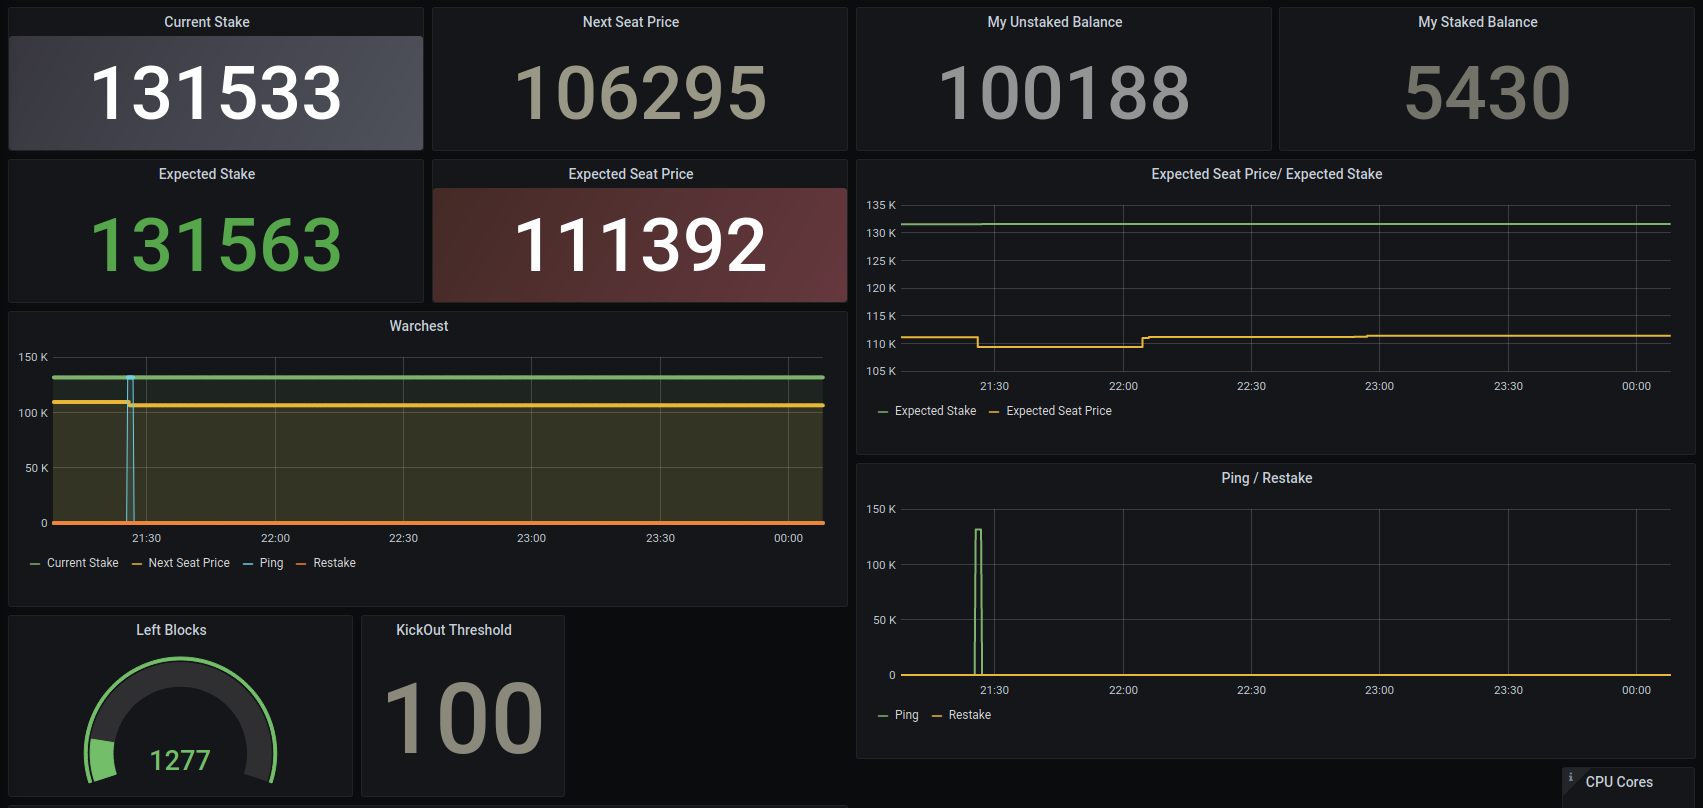 Current Stake
131533
Next Seat Price
106295
My Unstaked Balance
100188
My Staked Balance
5430
Expected Stake
131563
Expected Seat Price
111392
Expected Seat Price/ Expected Stake
135 K
130 K
125 K
120 K
115 K
110 K
105 K
21:30 22:00 22:30 23:00 23:30 00:00
Expected Stake Expected Seat Price
Warchest
150 K
100 K
50 K
0
21:30 22:00 22:30 23:00 23:30 00:00
Current Stake Next Seat Price Ping Restake
Ping / Restake
150 K
100 K
50 K
0
21:30 22:00 22:30 23:00 23:30 00:00
Ping Restake
Left Blocks
1277
KickOut Threshold
100
i CPU Cores